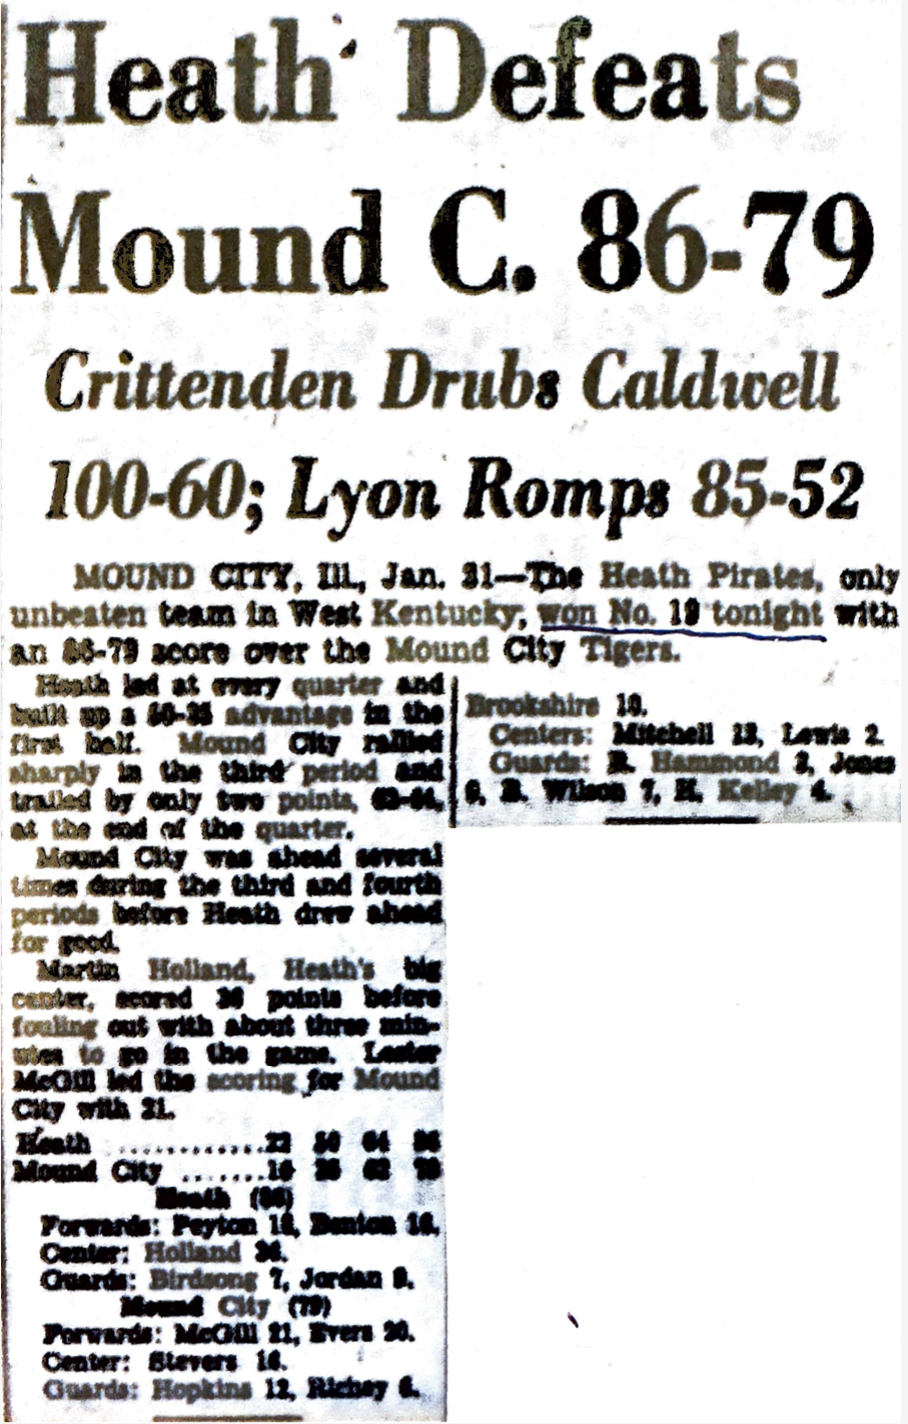 Heath Defeats
Mound C. 86-79
Crittenden Drubs Caldwell
100-60; Lyon Romps 85-52
MOUND CITY, Ill., Jan. 31—The Heath Pirates, only
unbeaten team in West Kentucky, won No. 19 tonight with
an 86-79 score over the Mound City Tigers.
Heath led at every quarter and
built up a 50-35 advantage in the
first half. Mound City rallied
sharply in the third period and
trailed by only two points, 62-64,
at the end of the quarter.
Mound City was ahead several
times during the third and fourth
periods before Heath drew ahead
for good.
Martin Holland, Heath's big
center, scored 36 points before
fouling out with about three min-
utes to go in the game. Lester
McGill led the scoring for Mound
City with 21.
Heath .............22 50 64 86
Mound City ....... 35 62 79
Heath (86)
Forwards: Peyton 18, Benton 16.
Center: Holland 36.
Guards: Birdsong 7, Jordan 9.
Mound City (79)
Forwards: McGill 21, Evers 20.
Center: Stevers
Guards: Hopkins 12, Richey
Brookshire 10.
Centers: Mitchell 13, Lewis 2.
Guards: Hammond Jones
Wilson 7, H. Kelley 4.